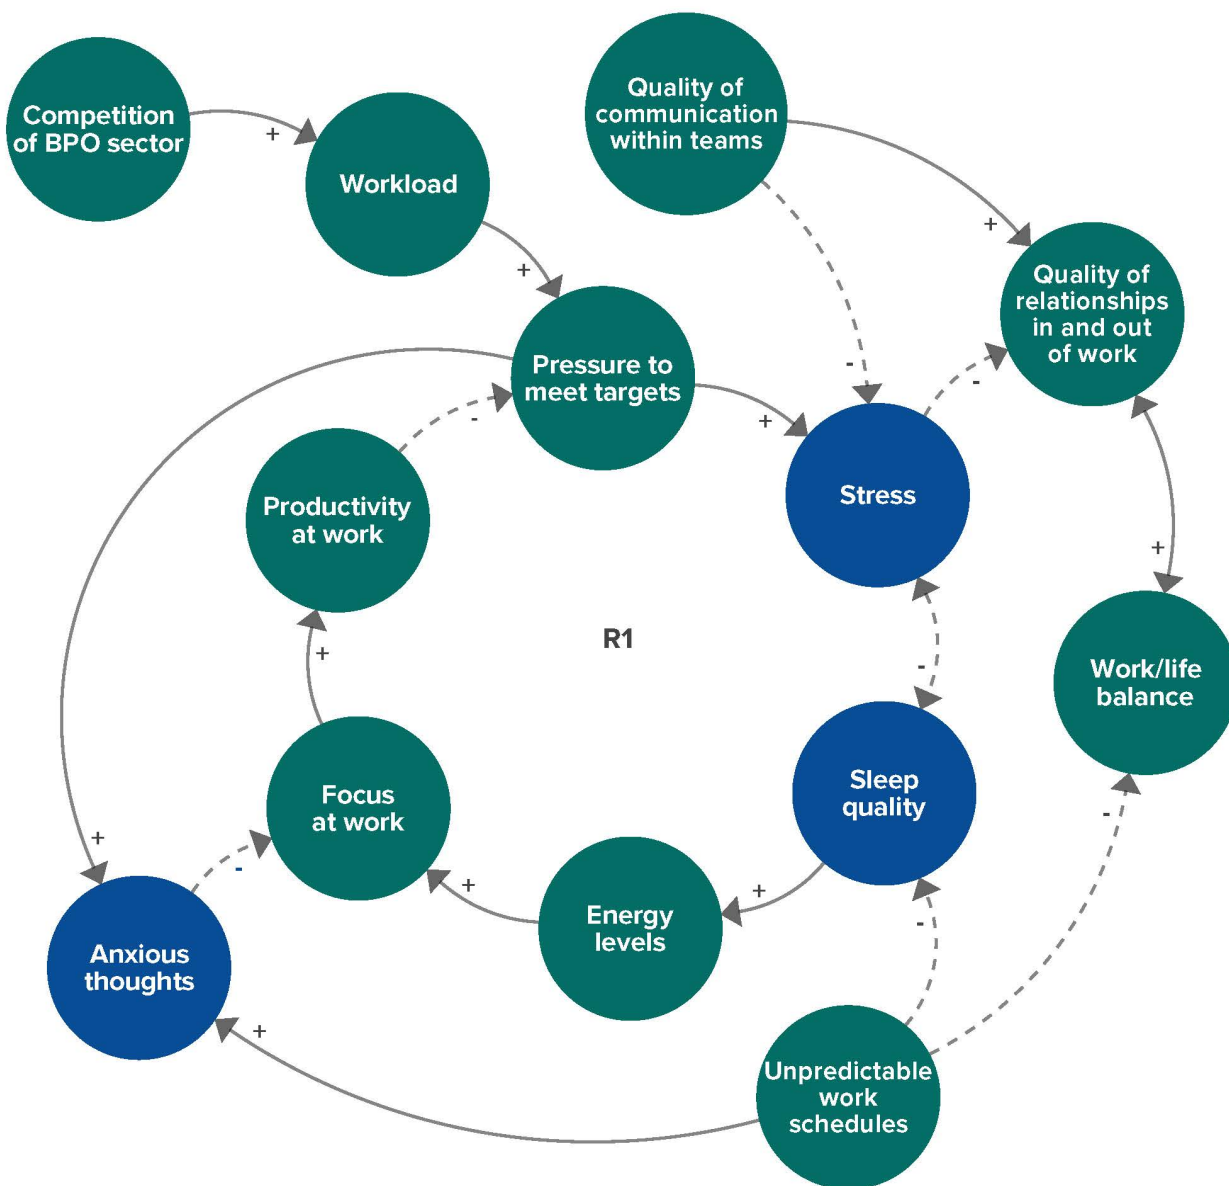 Competition
of BPO sector
+
Workload
+
Quality of
communication
within teams
+
-
Quality of
relationships
in and out
of work
Pressure to
meet targets
-
+
-
Productivity
at work
Stress
+
R1
+
-
Work/life
balance
Focus
at work
Sleep
quality
-
+
-
+
+
-
Energy
levels
Anxious
thoughts
+
Unpredictable
work
schedules